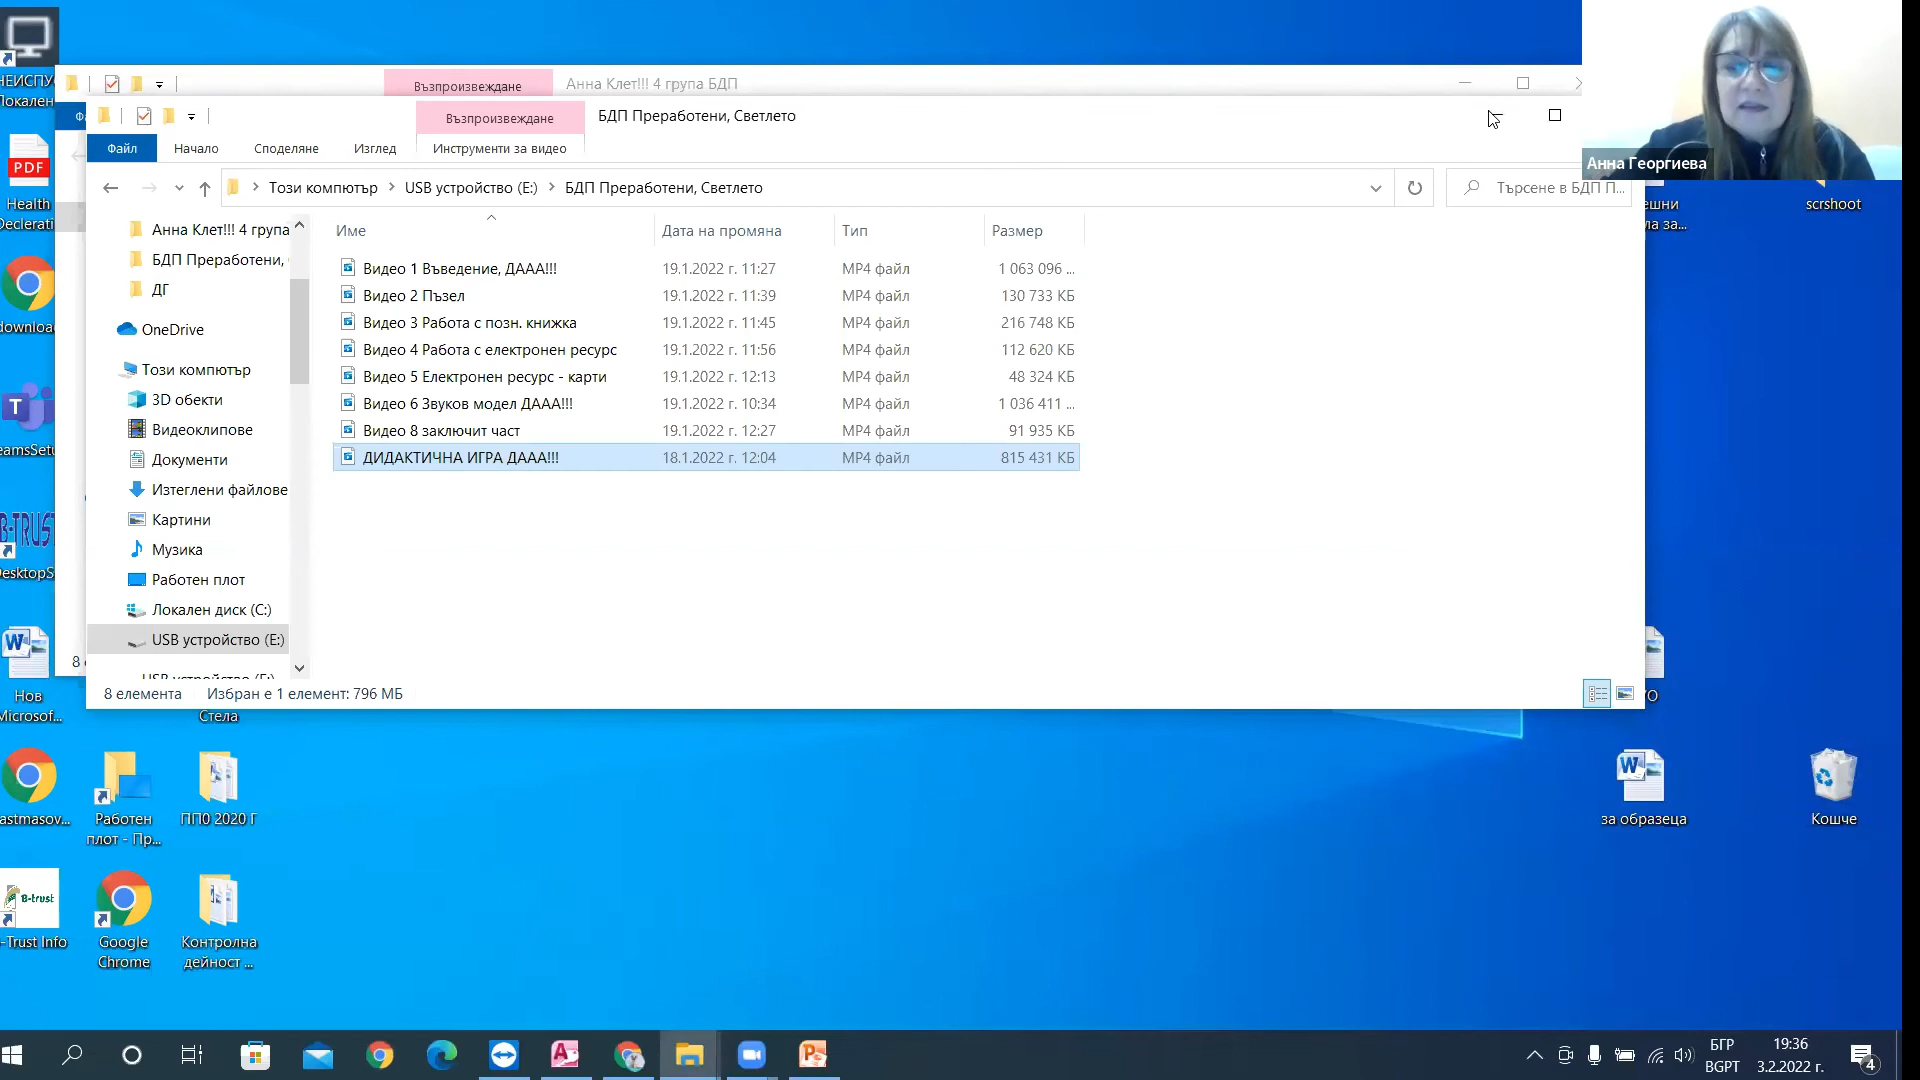 Възпроизвеждане
Анна Клет!!! 4 група БДП
Възпроизвеждане
БДП Преработени, Светлето
Файл
Начало
Споделяне
Изглед
Инструменти за видео
Този компютър
USB устройство (E:)
БДП Преработени, Светлето
Търсене в БДП П...
Анна Георгиева
Анна Клет!!! 4 група
БДП Преработени,
ДГ
OneDrive
Този компютър
3D обекти
Видеоклипове
Документи
Изтеглени файлове
Картини
Музика
Работен плот
Локален диск (C:)
USB устройство (E:)
Име
Дата на промяна
Тип
Размер
Видео 1 Въведение, ДААА!!! 19.1.2022 г. 11:27 MP4 файл 1 063 096 ...
Видео 2 Пъзел 19.1.2022 г. 11:39 MP4 файл 130 733 КБ
Видео 3 Работа с позн. книжка 19.1.2022 г. 11:45 MP4 файл 216 748 КБ
Видео 4 Работа с електронен ресурс 19.1.2022 г. 11:56 MP4 файл 112 620 КБ
Видео 5 Електронен ресурс - карти 19.1.2022 г. 12:13 MP4 файл 48 324 КБ
Видео 6 Звуков модел ДААА!!! 19.1.2022 г. 10:34 MP4 файл 1 036 411 ...
Видео 8 заключит част 19.1.2022 г. 12:27 MP4 файл 91 935 КБ
ДИДАКТИЧНА ИГРА ДААА!!! 18.1.2022 г. 12:04 MP4 файл 815 431 КБ
8 елемента
Избран е 1 елемент: 796 МБ
PDF
Health
Declerati
B-TRUST
Нов
Microsof...
Стела
Работен
плот - Пр...
ПП0 2020 Г
B-trust
-Trust Info
Google
Chrome
Контролна
дейност ...
scrshoot
за образеца
Кошче
БГР
BGPT
19:36
3.2.2022 г.
4